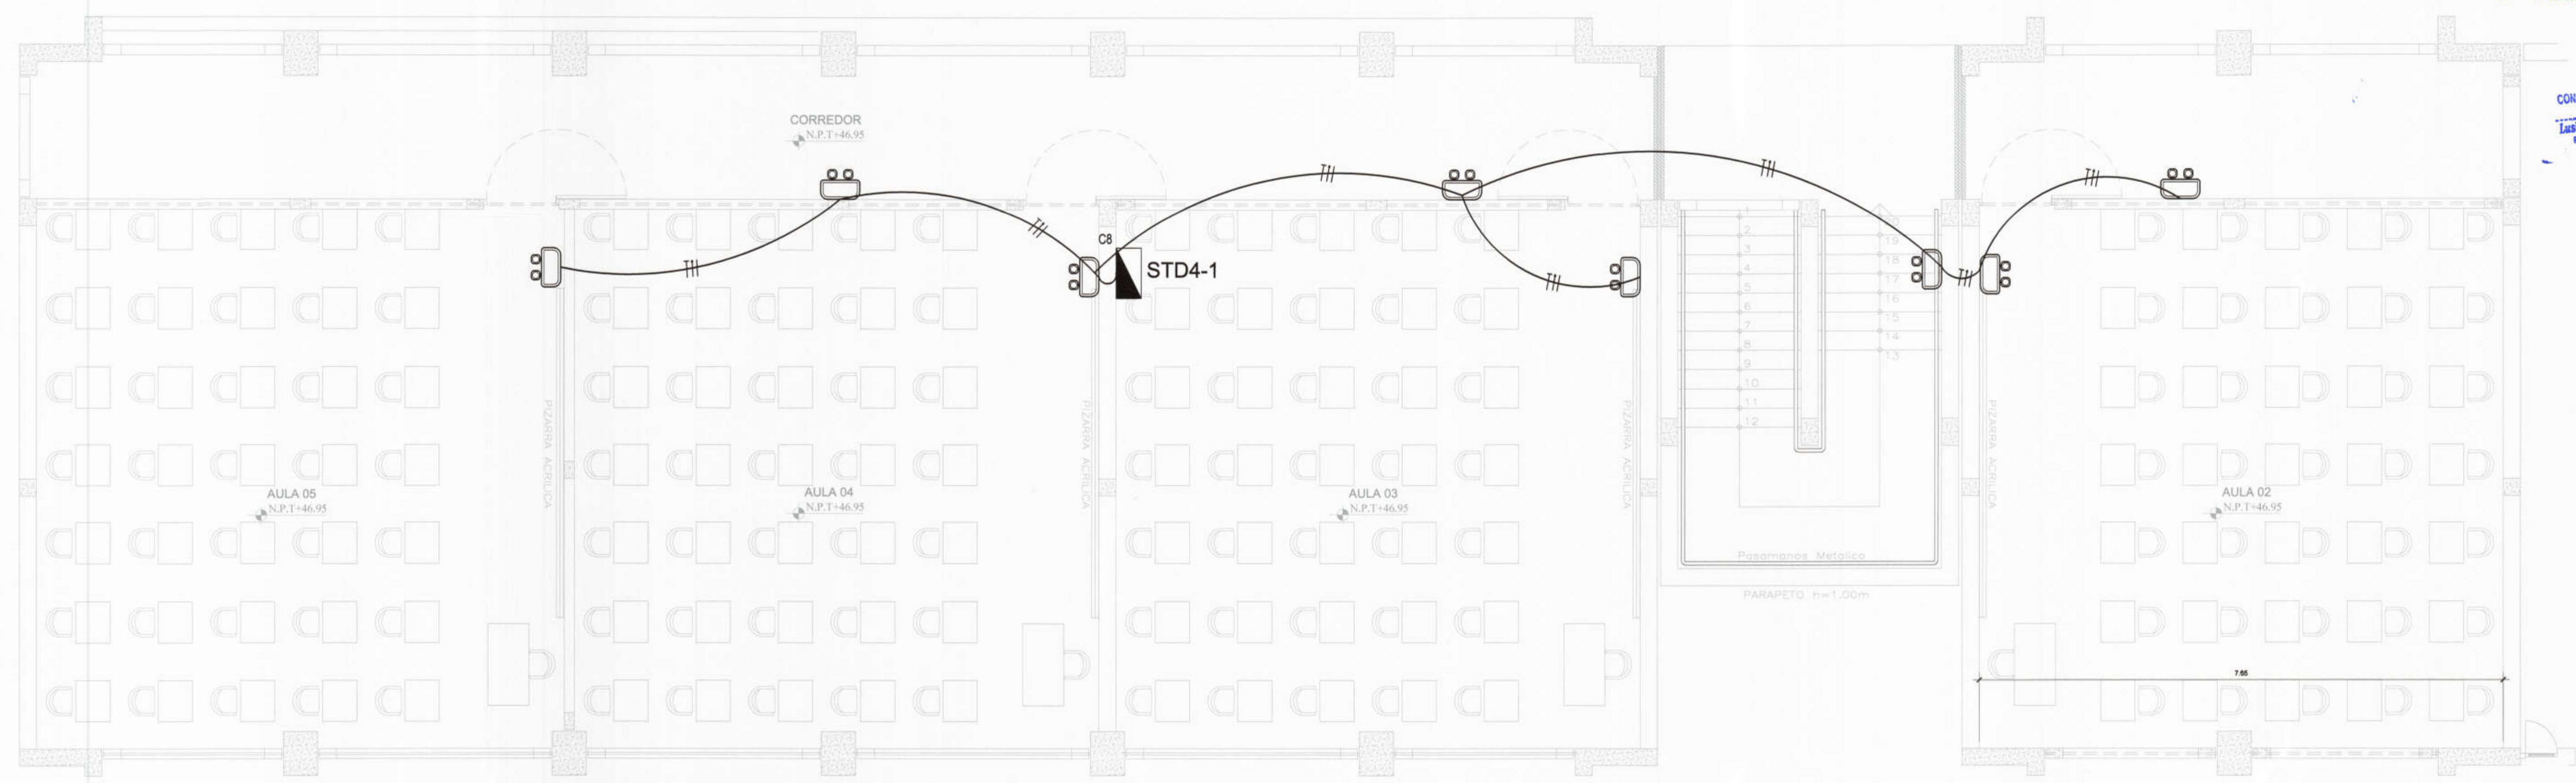 CORREDOR
N.P.T+46.95
C8
STD4-1
1
2
3
4
5
6
7
8
9
10
11
12
19
18
17
16
15
14
13
PIZARRA ACRILICA
PIZARRA ACRILICA
PIZARRA ACRILICA
PIZARRA ACRILICA
AULA 05
N.P.T+46.95
AULA 04
N.P.T+46.95
AULA 03
N.P.T+46.95
AULA 02
N.P.T+46.95
Pasamanos Metalico
PARAPETO h=1.00m
7.65